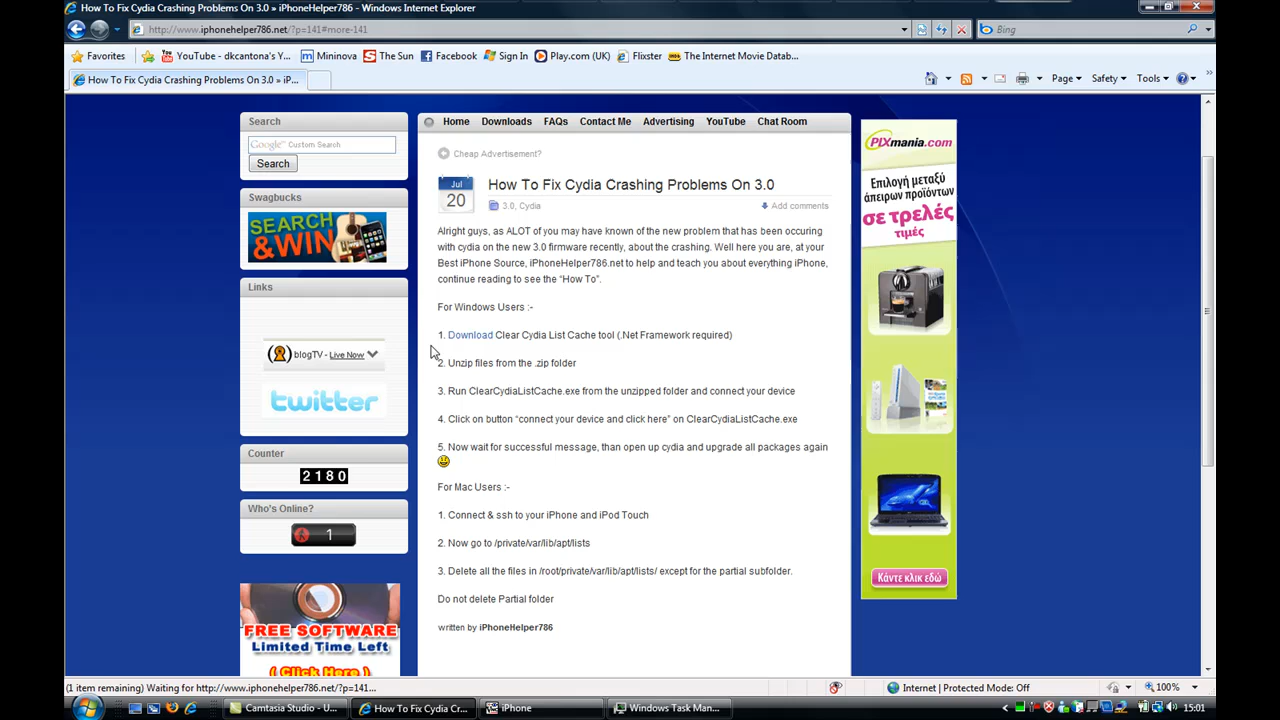 How To Fix Cydia Crashing Problems On 3.0 » iPhoneHelper786 - Windows Internet Explorer
http://www.iphonehelper786.net/?p=141#more-141
Bing
Favorites
YouTube - dkcantona's Y...
Mininova
The Sun
Facebook
Sign In
Play.com (UK)
Flixster
The Internet Movie Datab...
How To Fix Cydia Crashing Problems On 3.0 » iP...
Page
Safety
Tools
Search
Google™ Custom Search
Search
Swagbucks
SEARCH
& WIN
Links
blogTV - Live Now
twitter
Counter
2180
Who's Online?
1
FREE SOFTWARE
Limited Time Left
( Click Here )
Home
Downloads
FAQs
Contact Me
Advertising
YouTube
Chat Room
Cheap Advertisement?
Jul
20
How To Fix Cydia Crashing Problems On 3.0
3.0, Cydia
Add comments
Alright guys, as ALOT of you may have known of the new problem that has been occuring
with cydia on the new 3.0 firmware recently, about the crashing. Well here you are, at your
Best iPhone Source, iPhoneHelper786.net to help and teach you about everything iPhone,
continue reading to see the “How To”.
For Windows Users :-
1. Download Clear Cydia List Cache tool (.Net Framework required)
2. Unzip files from the .zip folder
3. Run ClearCydiaListCache.exe from the unzipped folder and connect your device
4. Click on button “connect your device and click here” on ClearCydiaListCache.exe
5. Now wait for successful message, than open up cydia and upgrade all packages again
For Mac Users :-
1. Connect & ssh to your iPhone and iPod Touch
2. Now go to /private/var/lib/apt/lists
3. Delete all the files in /root/private/var/lib/apt/lists/ except for the partial subfolder.
Do not delete Partial folder
written by iPhoneHelper786
PIXmania.com
Επιλογή μεταξύ
άπειρων προϊόντων
σε τρελές
τιμές
Κάντε κλικ εδώ
(1 item remaining) Waiting for http://www.iphonehelper786.net/?p=141...
Internet | Protected Mode: Off
100%
Camtasia Studio - U...
How To Fix Cydia Cr...
iPhone
Windows Task Man...
15:01